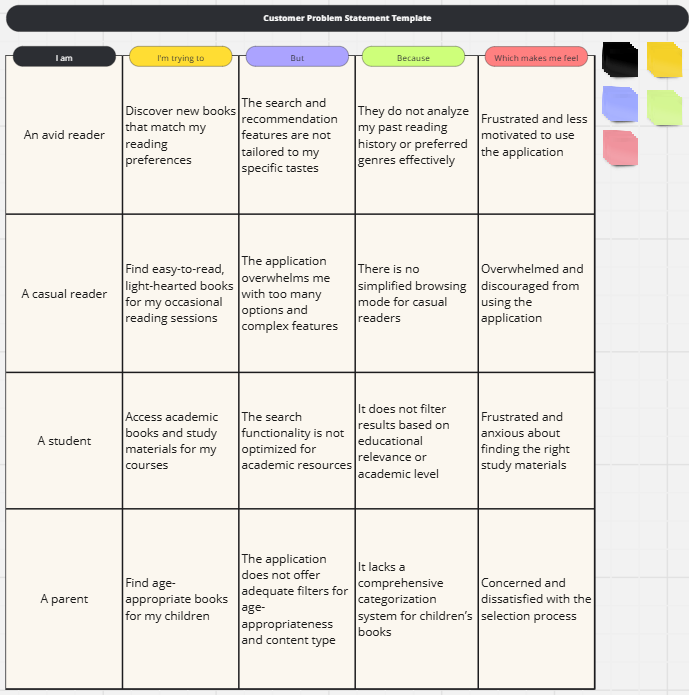 Customer Problem Statement Template
I am
I'm trying to
But
Because
Which makes me feel
An avid reader
Discover new books
that match my
reading
preferences
The search and
recommendation
features are not
tailored to my
specific tastes
They do not analyze
my past reading
history or preferred
genres effectively
Frustrated and less
motivated to use
the application
A casual reader
Find easy-to-read,
light-hearted books
for my occasional
reading sessions
The application
overwhelms me
with too many
options and
complex features
There is no
simplified browsing
mode for casual
readers
Overwhelmed and
discouraged from
using the
application
A student
Access academic
books and study
materials for my
courses
The search
functionality is not
optimized for
academic resources
It does not filter
results based on
educational
relevance or
academic level
Frustrated and
anxious about
finding the right
study materials
A parent
Find age-
appropriate books
for my children
The application
does not offer
adequate filters for
age-
appropriateness
and content type
It lacks a
comprehensive
categorization
system for children's
books
Concerned and
dissatisfied with the
selection process